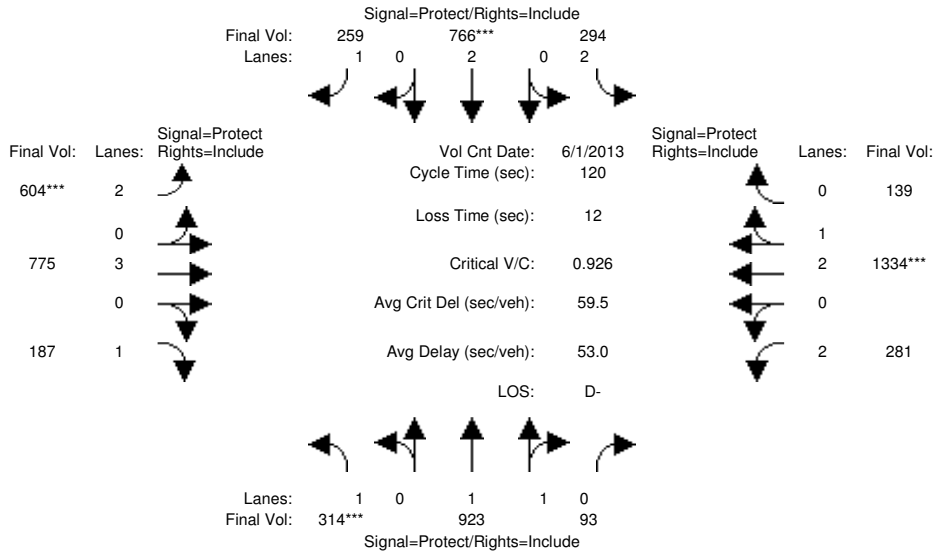 Signal=Protect/Rights=Include
Final Vol: 259 766*** 294
Lanes: 1 0 2 0 2
Signal=Protect
Final Vol: Lanes: Rights=Include
Vol Cnt Date: 6/1/2013
Signal=Protect
Rights=Include Lanes: Final Vol:
Cycle Time (sec): 120
604*** 2
0 139
Loss Time (sec): 12
0
1
775 3
Critical V/C: 0.926
2 1334***
0
Avg Crit Del (sec/veh): 59.5
0
187 1
Avg Delay (sec/veh): 53.0
2 281
LOS: D-
Lanes: 1 0 1 1 0
Final Vol: 314*** 923 93
Signal=Protect/Rights=Include